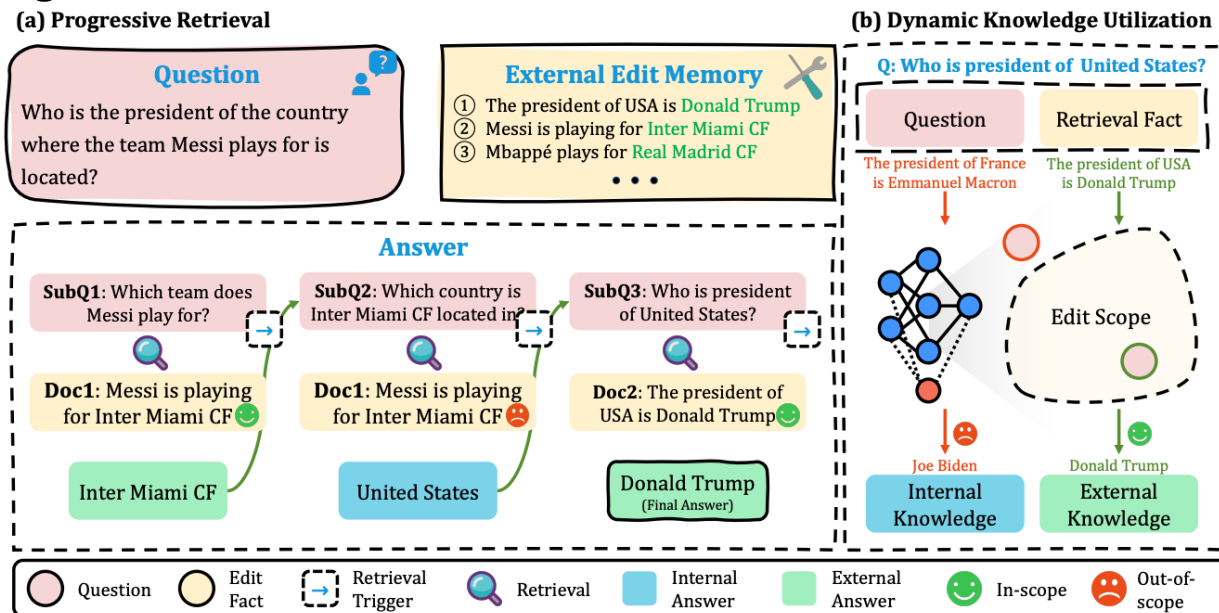 (a) Progressive Retrieval
(b) Dynamic Knowledge Utilization
Question
?
Who is the president of the country
where the team Messi plays for is
located?
External Edit Memory
① The president of USA is Donald Trump
② Messi is playing for Inter Miami CF
③ Mbappé plays for Real Madrid CF
• • •
Answer
SubQ1: Which team does
Messi play for?
SubQ2: Which country is
Inter Miami CF located in?
SubQ3: Who is president
of United States?
Doc1: Messi is playing
for Inter Miami CF
Doc1: Messi is playing
for Inter Miami CF
Doc2: The president of
USA is Donald Trump
Inter Miami CF
United States
Donald Trump
(Final Answer)
Q: Who is president of United States?
Question
Retrieval Fact
The president of France
is Emmanuel Macron
The president of USA
is Donald Trump
Edit Scope
Joe Biden
Donald Trump
Internal
Knowledge
External
Knowledge
Question
Edit
Fact
Retrieval
Trigger
Retrieval
Internal
Answer
External
Answer
In-scope
Out-of-
scope